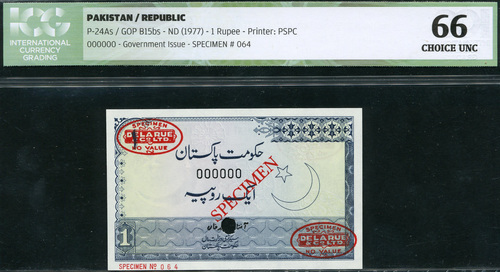 ICG
INTERNATIONAL
CURRENCY
GRADING
PAKISTAN / REPUBLIC
P-24As / GOP B15bs - ND (1977) - 1 Rupee - Printer: PSPC
000000 - Government Issue - SPECIMEN # 064
66
CHOICE UNC
SPECIMEN
DE LA RUE
& CO LTD
NO VALUE
حکومت پاکستان
000000
ایک روپیہ
SPECIMEN
1
SPECIMEN
DE LA RUE
& CO LTD
NO VALUE
SPECIMEN No 064